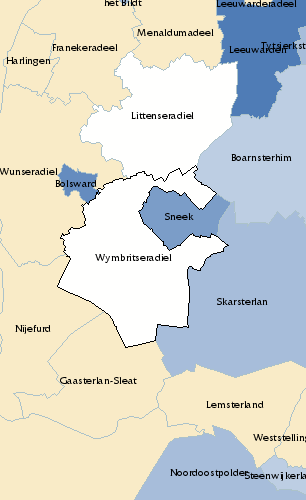 het Bildt
Leeuwarderadeel
Menaldumadeel
Franekeradeel
Leeuwarden
Tytsjerkst
Harlingen
Littenseradiel
Boarnsterhim
Wunseradiel
Bolsward
Sneek
Wymbritseradiel
Skarsterlan
Nijefurd
Gaasterlan-Sleat
Lemsterland
Weststelling
Noordoostpolder
Steenwijkerla